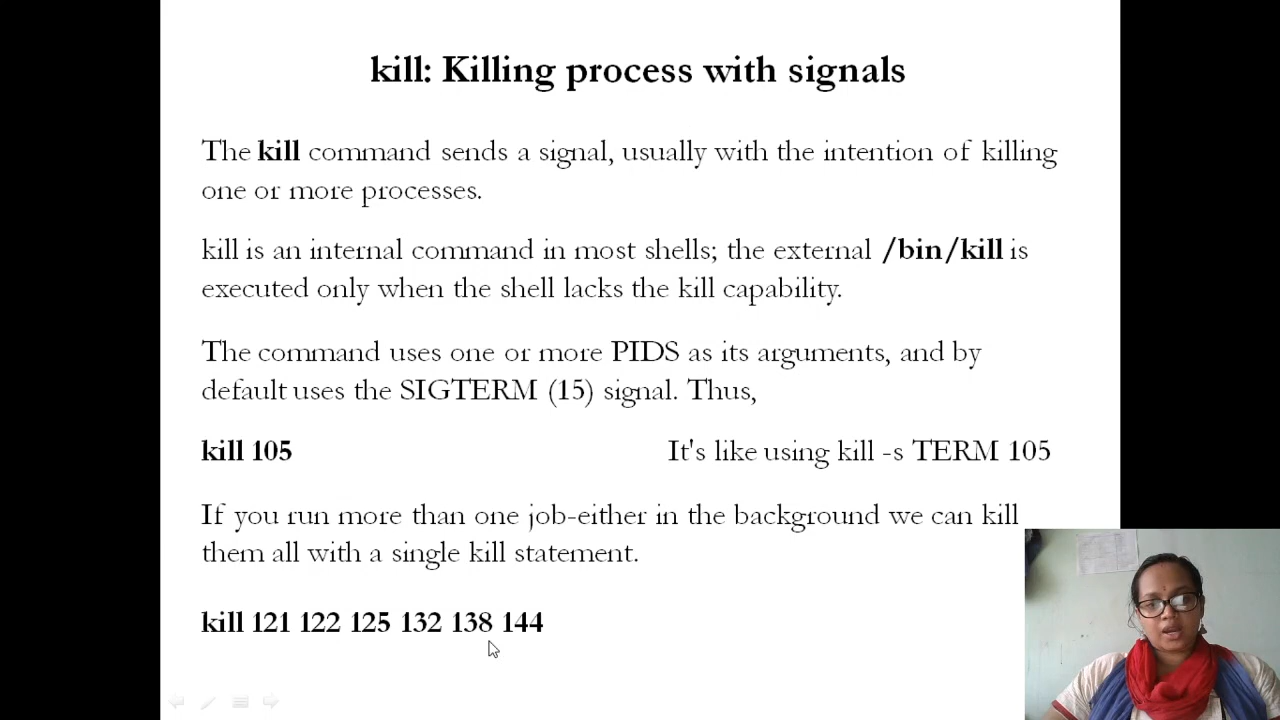 kill: Killing process with signals
The kill command sends a signal, usually with the intention of killing
one or more processes.
kill is an internal command in most shells; the external /bin/kill is
executed only when the shell lacks the kill capability.
The command uses one or more PIDS as its arguments, and by
default uses the SIGTERM (15) signal. Thus,
kill 105 It's like using kill -s TERM 105
If you run more than one job-either in the background we can kill
them all with a single kill statement.
kill 121 122 125 132 138 144